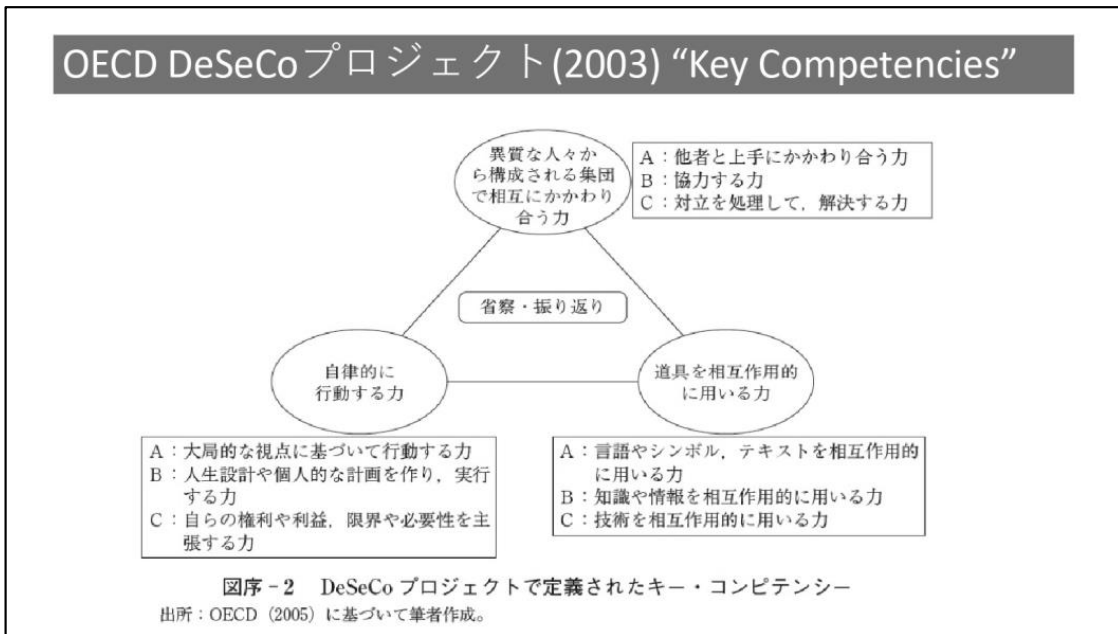 OECD DeSeCoプロジェクト(2003) “Key Competencies”
異質な人々か
ら構成される集団
で相互にかかわり
合う力
A：他者と上手にかかわり合う力
B：協力する力
C：対立を処理して，解決する力
省察・振り返り
自律的に
行動する力
道具を相互作用的
に用いる力
A：大局的な視点に基づいて行動する力
B：人生設計や個人的な計画を作り，実行
する力
C：自らの権利や利益，限界や必要性を主
張する力
A：言語やシンボル，テキストを相互作用的
に用いる力
B：知識や情報を相互作用的に用いる力
C：技術を相互作用的に用いる力
図序-2　DeSeCo プロジェクトで定義されたキー・コンピテンシー
出所：OECD（2005）に基づいて筆者作成。